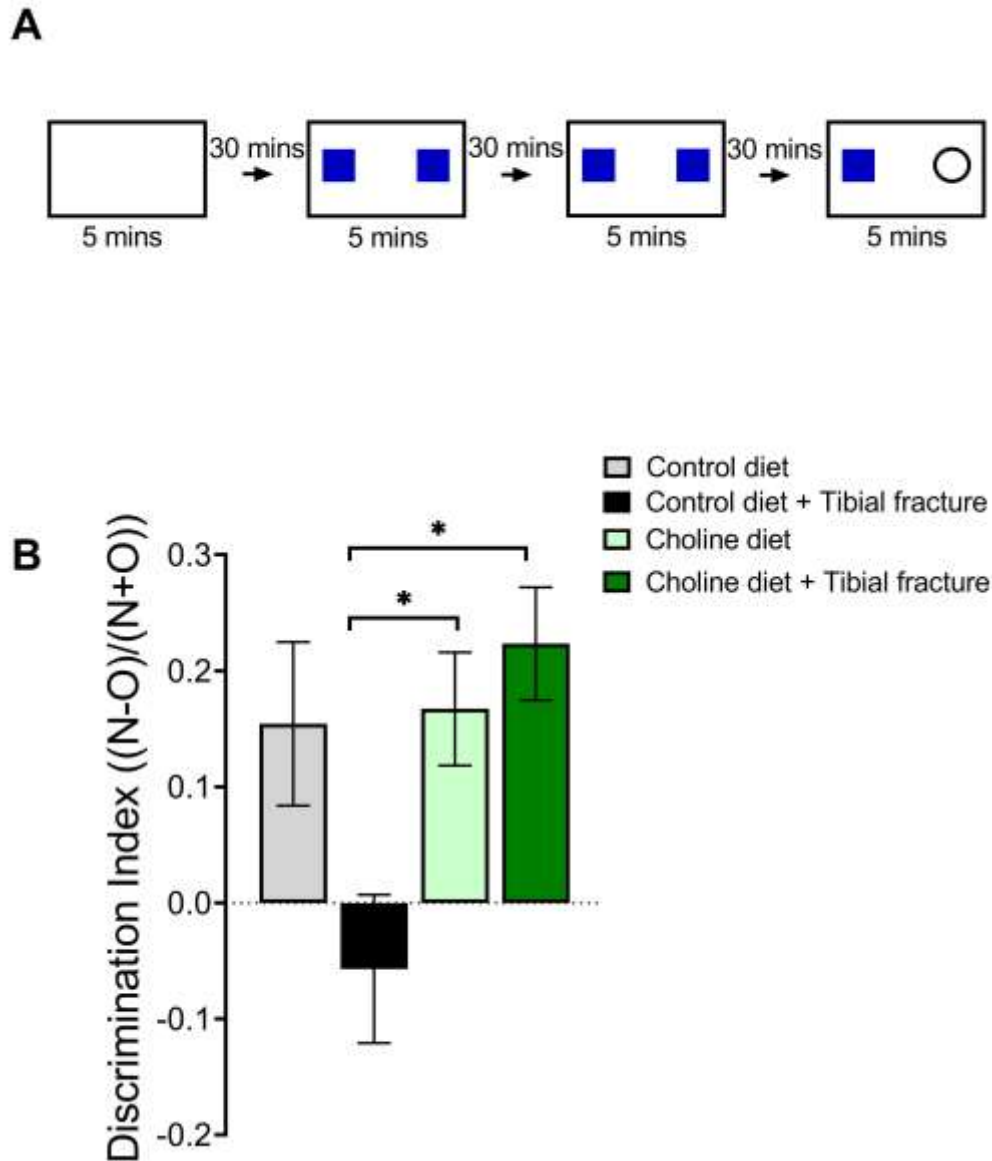 A
30 mins 30 mins 30 mins
5 mins 5 mins 5 mins 5 mins
Control diet
Control diet + Tibial fracture
Choline diet
Choline diet + Tibial fracture
B
Discrimination Index ((N-O)/(N+O))
0.3
0.2
0.1
0.0
-0.1
-0.2
*
*